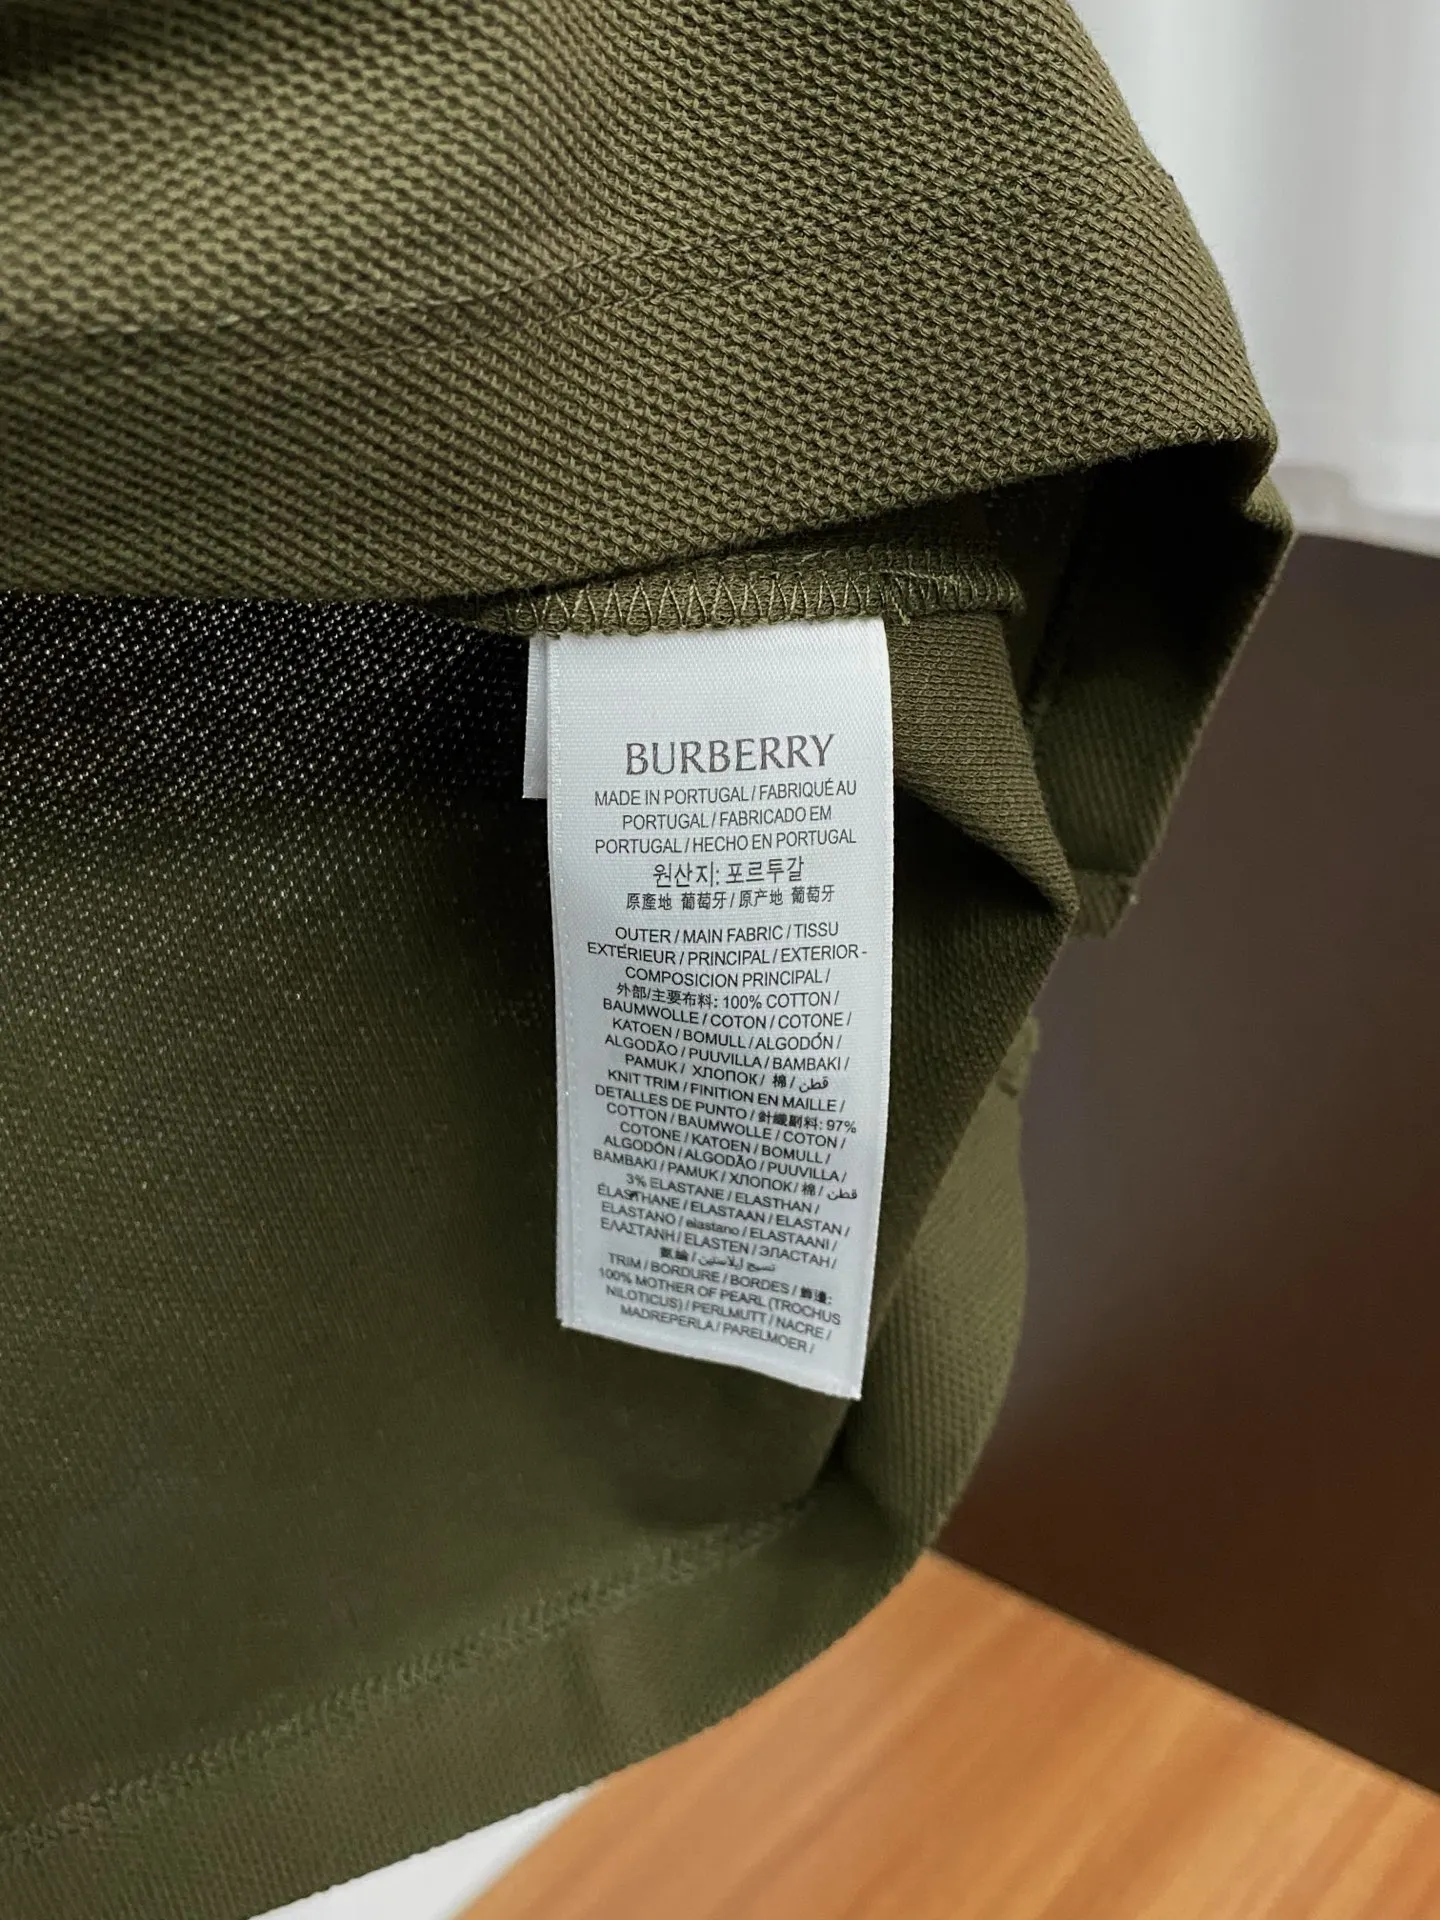 BURBERRY
MADE IN PORTUGAL / FABRIQUÉ AU
PORTUGAL / FABRICADO EM
PORTUGAL / HECHO EN PORTUGAL
원산지: 포르투갈
原產地 葡萄牙 / 原产地 葡萄牙
OUTER / MAIN FABRIC / TISSU
EXTÉRIEUR / PRINCIPAL / EXTERIOR -
COMPOSICION PRINCIPAL /
外部/主要布料: 100% COTTON /
BAUMWOLLE / COTON / COTONE /
KATOEN / BOMULL / ALGODÓN /
ALGODÃO / PUUVILLA / BAMBAKI /
PAMUK / ХЛОПОК / 棉 / قطن
KNIT TRIM / FINITION EN MAILLE /
DETALLES DE PUNTO / 針織副料: 97%
COTTON / BAUMWOLLE / COTON /
COTONE / KATOEN / BOMULL /
ALGODÓN / ALGODÃO / PUUVILLA /
BAMBAKI / PAMUK / ХЛОПОК / 棉 / قطن
3% ELASTANE / ELASTHAN /
ÉLASTHANE / ELASTAAN / ELASTAN /
ELASTANO / elastano / ELASTAANI /
ΕΛΑΣΤΑΝΗ / ELASTEN / ЭЛАСТАН /
نسيج إيلاستين /
TRIM / BORDURE / BORDES / 飾邊:
100% MOTHER OF PEARL (TROCHUS
NILOTICUS) / PERLMUTT / NACRE /
MADREPERLA / PARELMOER /